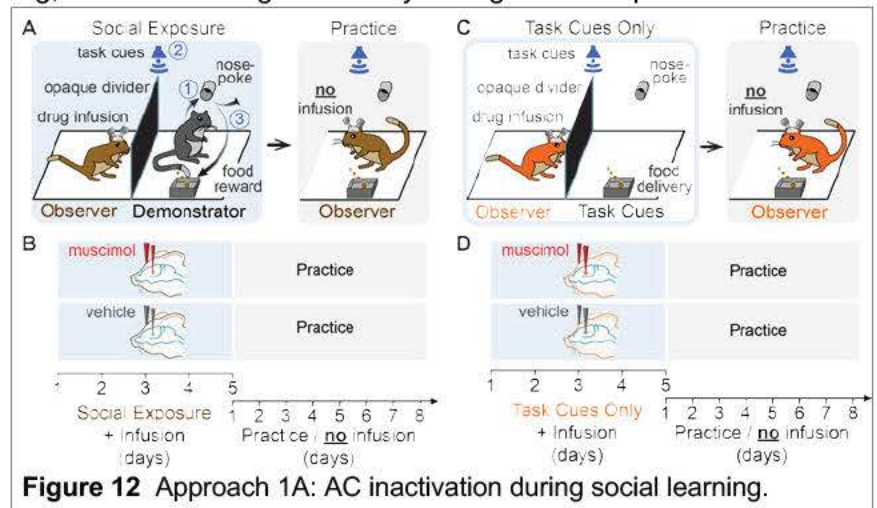 A Social Exposure Practice C Task Cues Only Practice
task cues ② task cues
nose-
poke
nose-
poke
opaque divider ① no
infusion
opaque divider no
infusion
drug infusion ③ drug infusion
food
reward
food
delivery
Observer Demonstrator Observer Observer Task Cues Observer
B muscimol Practice D muscimol Practice
vehicle Practice vehicle Practice
1 2 3 4 5 1 2 3 4 5
1 2 3 4 5 6 7 8 1 2 3 4 5 6 7 8
Social Exposure Task Cues Only
+ Infusion Practice / no infusion + Infusion Practice / no infusion
(days) (days) (days) (days)
Figure 12 Approach 1A: AC inactivation during social learning.